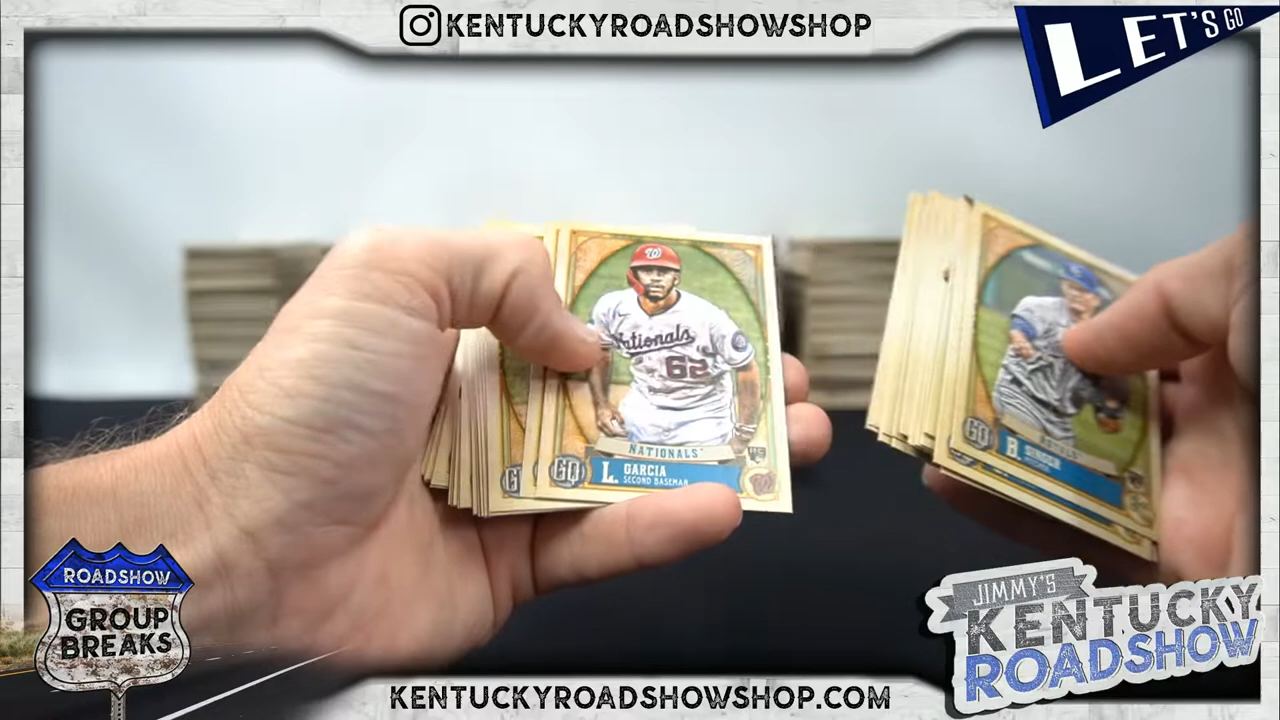 KENTUCKYROADSHOWSHOP
LET'S GO
W
Nationals
62
NATIONALS
GQ
L. GARCIA
SECOND BASEMAN
RC
G
GQ
ROYALS
B. SINGER
ROADSHOW
GROUP
BREAKS
JIMMY'S
KENTUCKY
ROADSHOW
KENTUCKYROADSHOWSHOP.COM